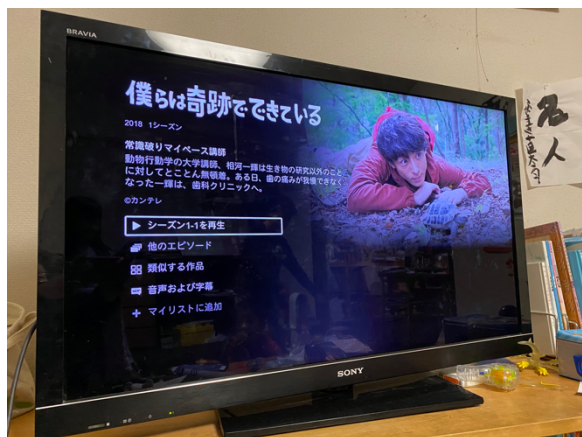 BRAVIA
僕らは奇跡でできている
2018 1シーズン
常識破りマイペース講師
動物行動学の大学講師、相河一輝は生き物の研究以外のこと
に対してとことん無頓着。ある日、歯の痛みが我慢できなく
なった一輝は、歯科クリニックへ。
©カンテレ
シーズン1-1を再生
他のエピソード
類似する作品
音声および字幕
マイリストに追加
SONY
名人